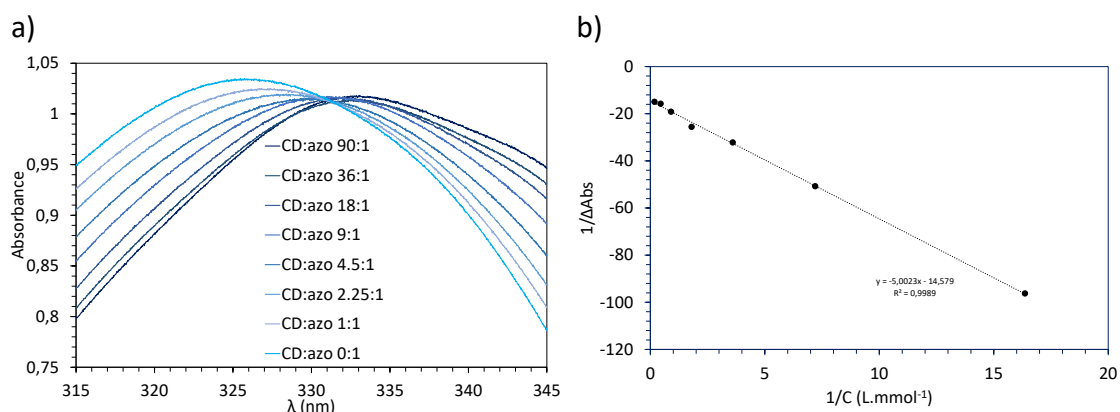 a)
1,05
1
0,95
0,9
0,85
0,8
0,75
Absorbance
CD:azo 90:1
CD:azo 36:1
CD:azo 18:1
CD:azo 9:1
CD:azo 4.5:1
CD:azo 2.25:1
CD:azo 1:1
CD:azo 0:1
315 320 325 330 335 340 345
λ (nm)
b)
0
-20
-40
-60
-80
-100
-120
1/ΔAbs
y = -5,0023x - 14,579
R² = 0,9989
0 5 10 15 20
1/C (L.mmol⁻¹)